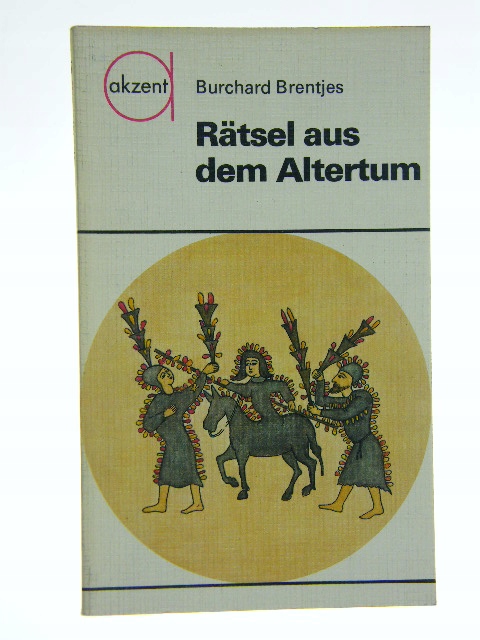 akzent
Burchard Brentjes
Rätsel aus
dem Altertum